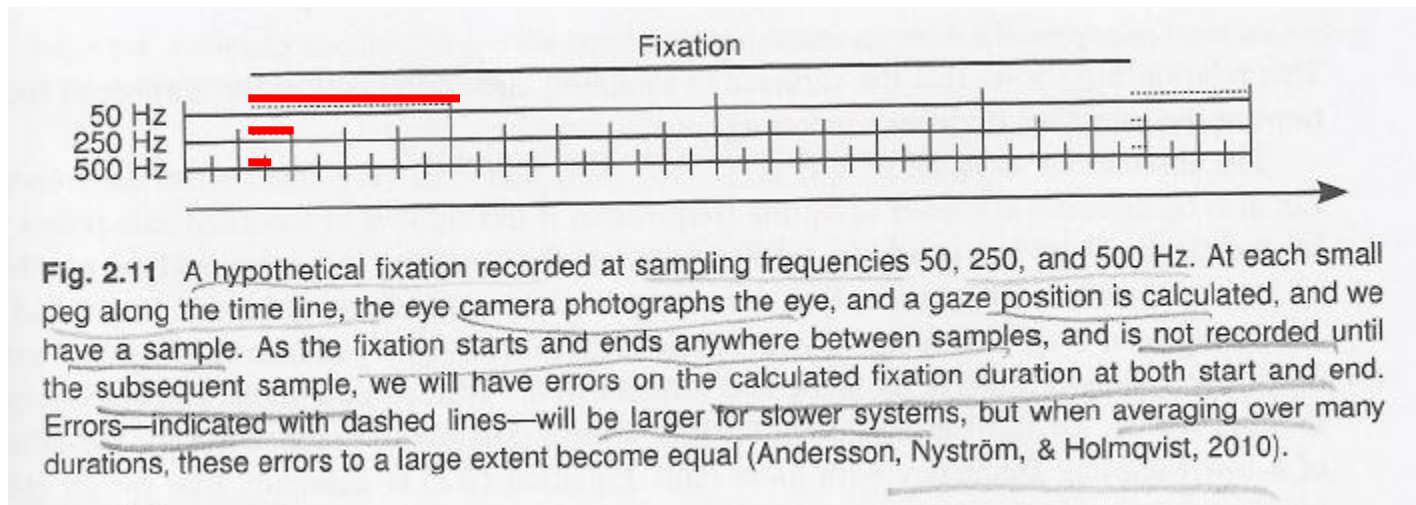 Fixation
50 Hz
250 Hz
500 Hz
Fig. 2.11 A hypothetical fixation recorded at sampling frequencies 50, 250, and 500 Hz. At each small
peg along the time line, the eye camera photographs the eye, and a gaze position is calculated, and we
have a sample. As the fixation starts and ends anywhere between samples, and is not recorded until
the subsequent sample, we will have errors on the calculated fixation duration at both start and end.
Errors—indicated with dashed lines—will be larger for slower systems, but when averaging over many
durations, these errors to a large extent become equal (Andersson, Nyström, & Holmqvist, 2010).